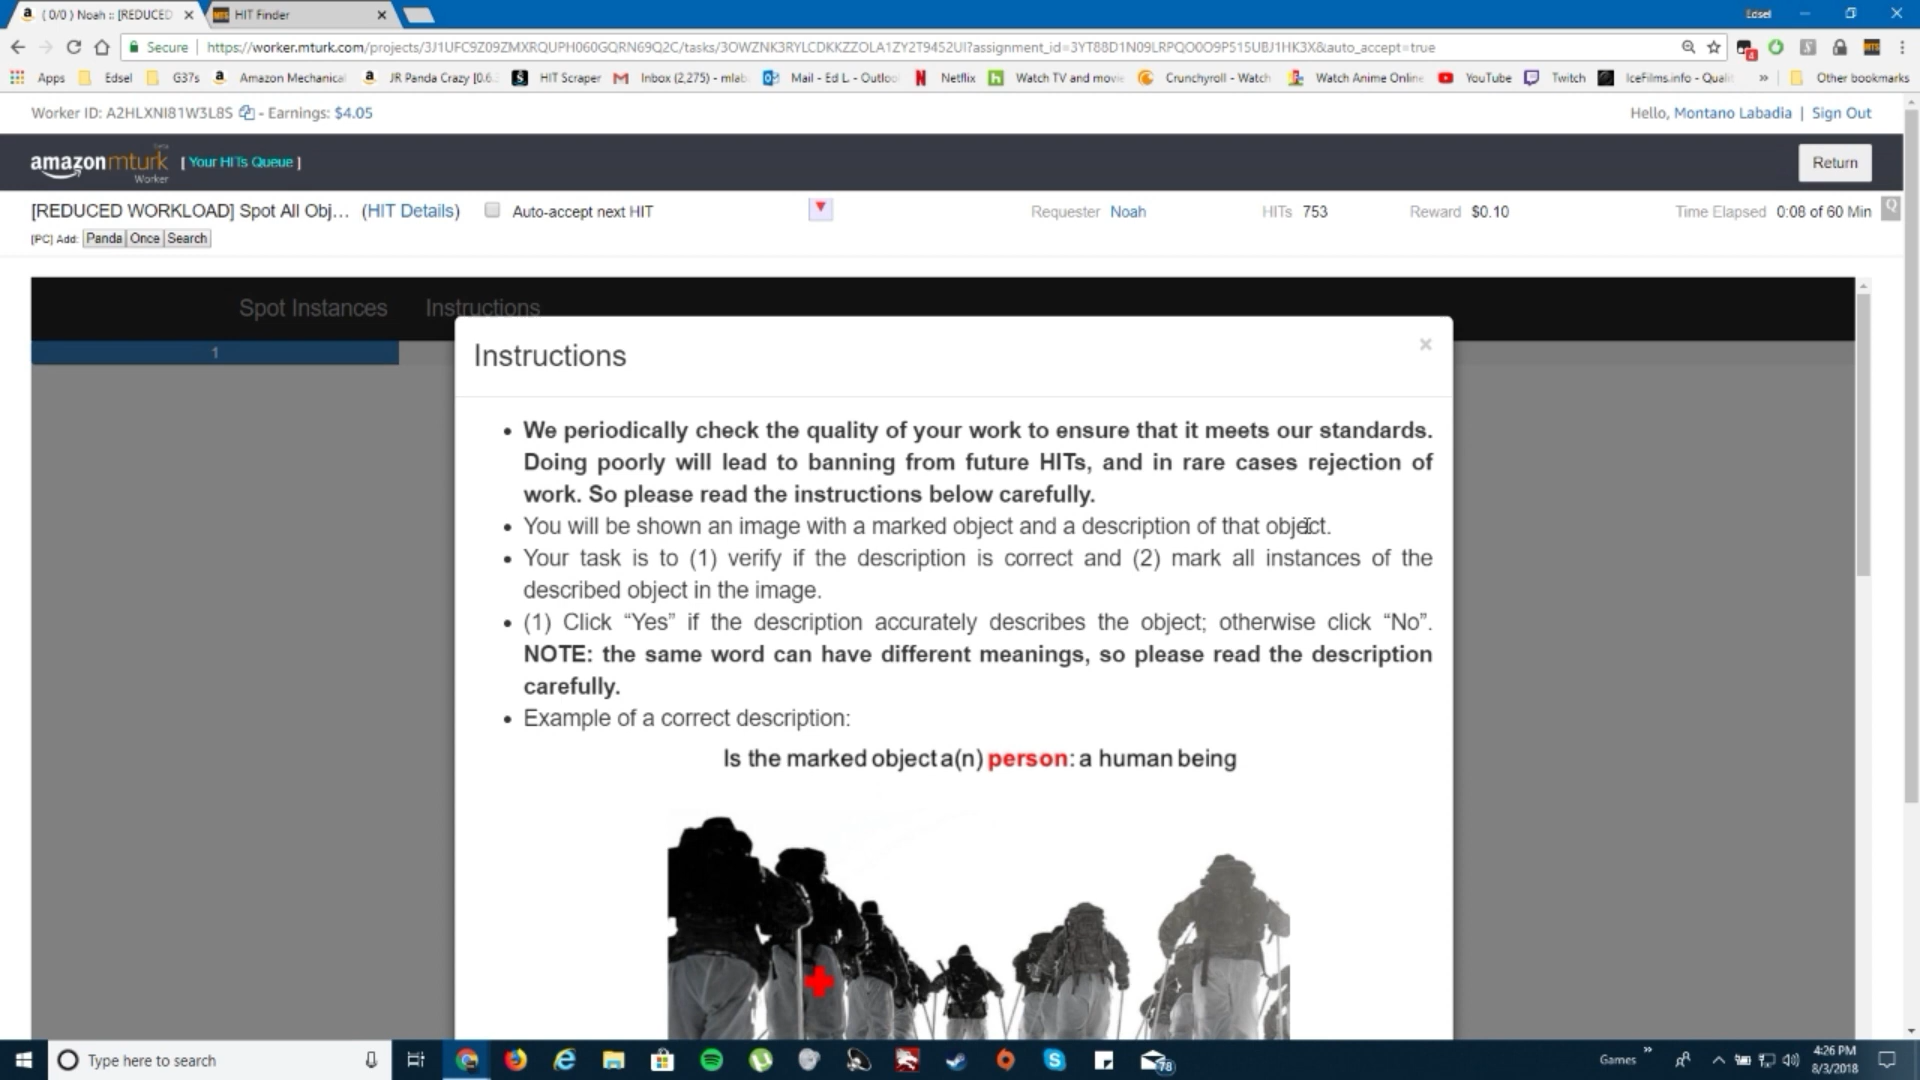 ( 0/0 ) Noah :: [REDUCED
HIT Finder
Edsel
Secure
https://worker.mturk.com/projects/3J1UFC9Z09ZMXRQUPH060GQRN69Q2C/tasks/3OWZNK3RYLCDKKZZOLA1ZY2T9452UI?assignment_id=3YT88D1N09LRPQO0O9P515UBJ1HK3X&auto_accept=true
Apps Edsel G37s Amazon Mechanical JR Panda Crazy [0.6. HIT Scraper Inbox (2,275) - mlab Mail - Ed L - Outloo Netflix Watch TV and movie Crunchyroll - Watch Watch Anime Online YouTube Twitch IceFilms.info - Quali » Other bookmarks
Worker ID: A2HLXNI81W3L8S - Earnings: $4.05
Hello, Montano Labadia | Sign Out
beta
amazonmturk
Worker
[ Your HITs Queue ]
Return
[REDUCED WORKLOAD] Spot All Obj... (HIT Details) Auto-accept next HIT Requester Noah HITs 753 Reward $0.10 Time Elapsed 0:08 of 60 Min Q
[PC] Add: Panda Once Search
Spot Instances Instructions
1
Instructions ×
• We periodically check the quality of your work to ensure that it meets our standards.
Doing poorly will lead to banning from future HITs, and in rare cases rejection of
work. So please read the instructions below carefully.
• You will be shown an image with a marked object and a description of that object.
• Your task is to (1) verify if the description is correct and (2) mark all instances of the
described object in the image.
• (1) Click “Yes” if the description accurately describes the object; otherwise click “No”.
NOTE: the same word can have different meanings, so please read the description
carefully.
• Example of a correct description:
Is the marked object a(n) person: a human being
Type here to search
78
Games »
4:26 PM
8/3/2018